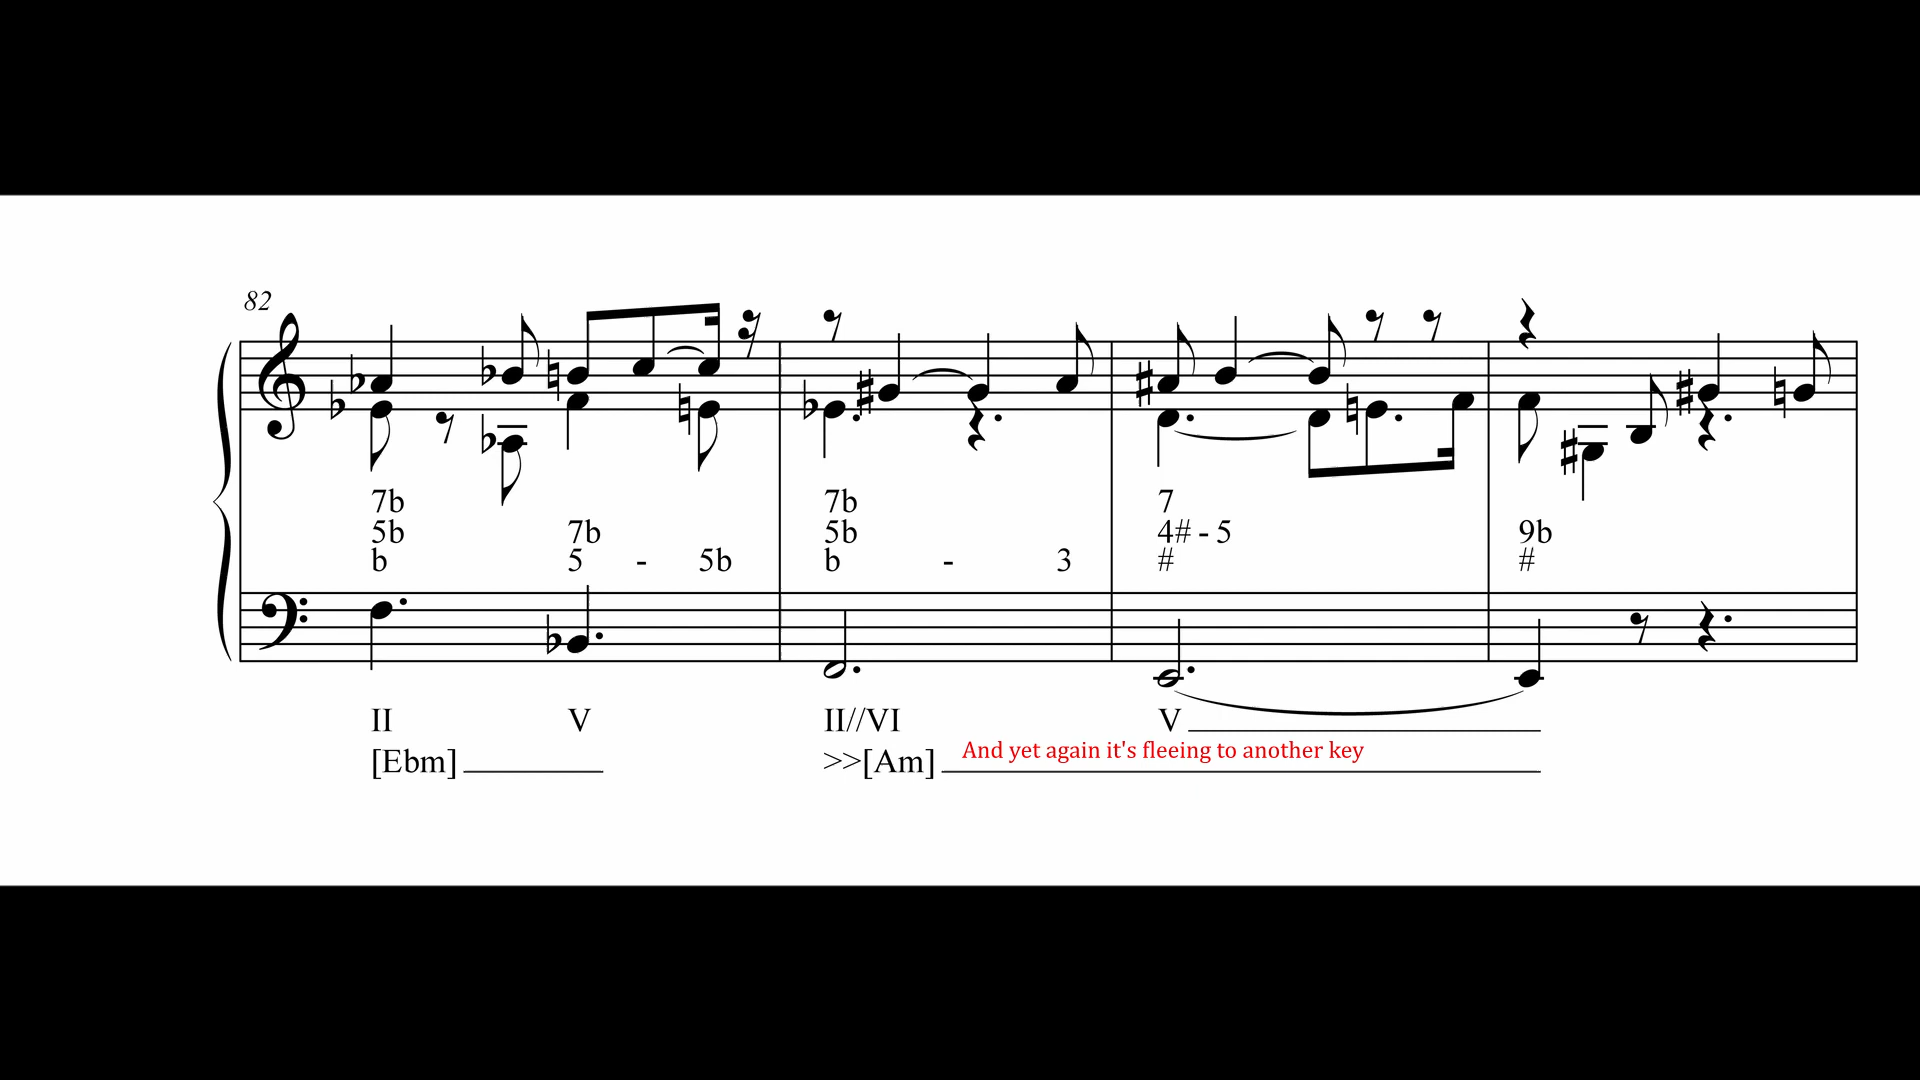 82
7b 7b 7
5b 7b 5b 4# - 5 9b
b 5 - 5b b - 3 # #
II V II//VI V
And yet again it's fleeing to another key
[Ebm] >>[Am]